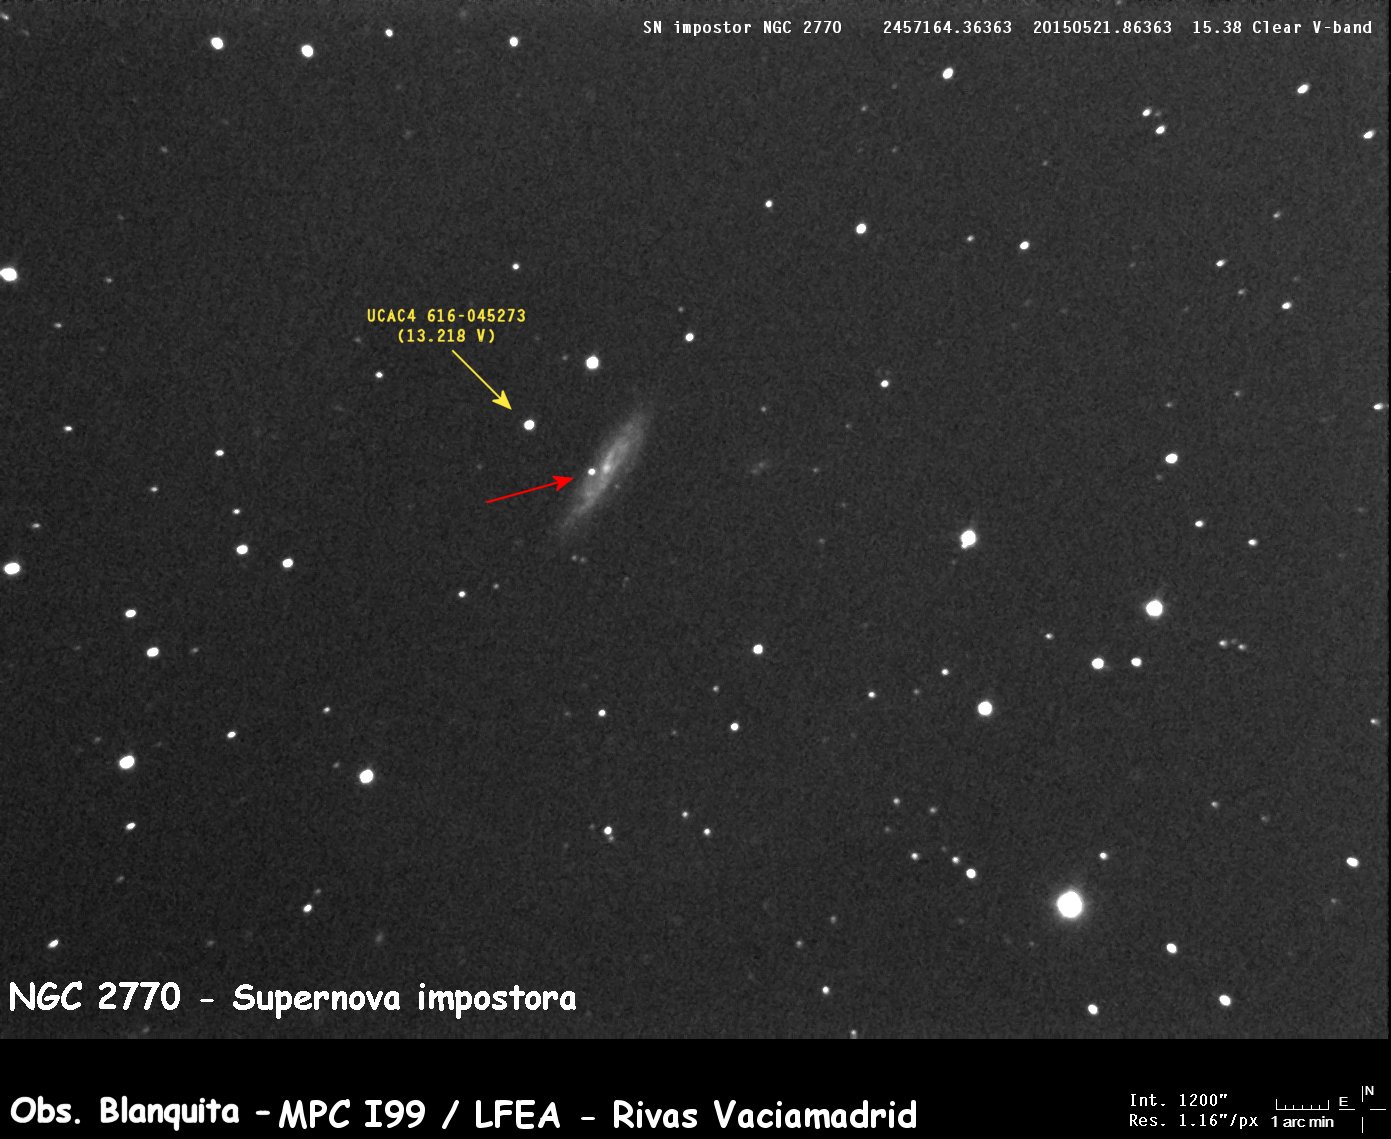 SN impostor NGC 2770 2457164.36363 20150521.86363 15.38 Clear V-band
UCAC4 616-045273
(13.218 V)
NGC 2770 - Supernova impostora
Obs. Blanquita - MPC I99 / LFEA - Rivas Vaciamadrid
Int. 1200"
Res. 1.16"/px
1 arc min
E
N